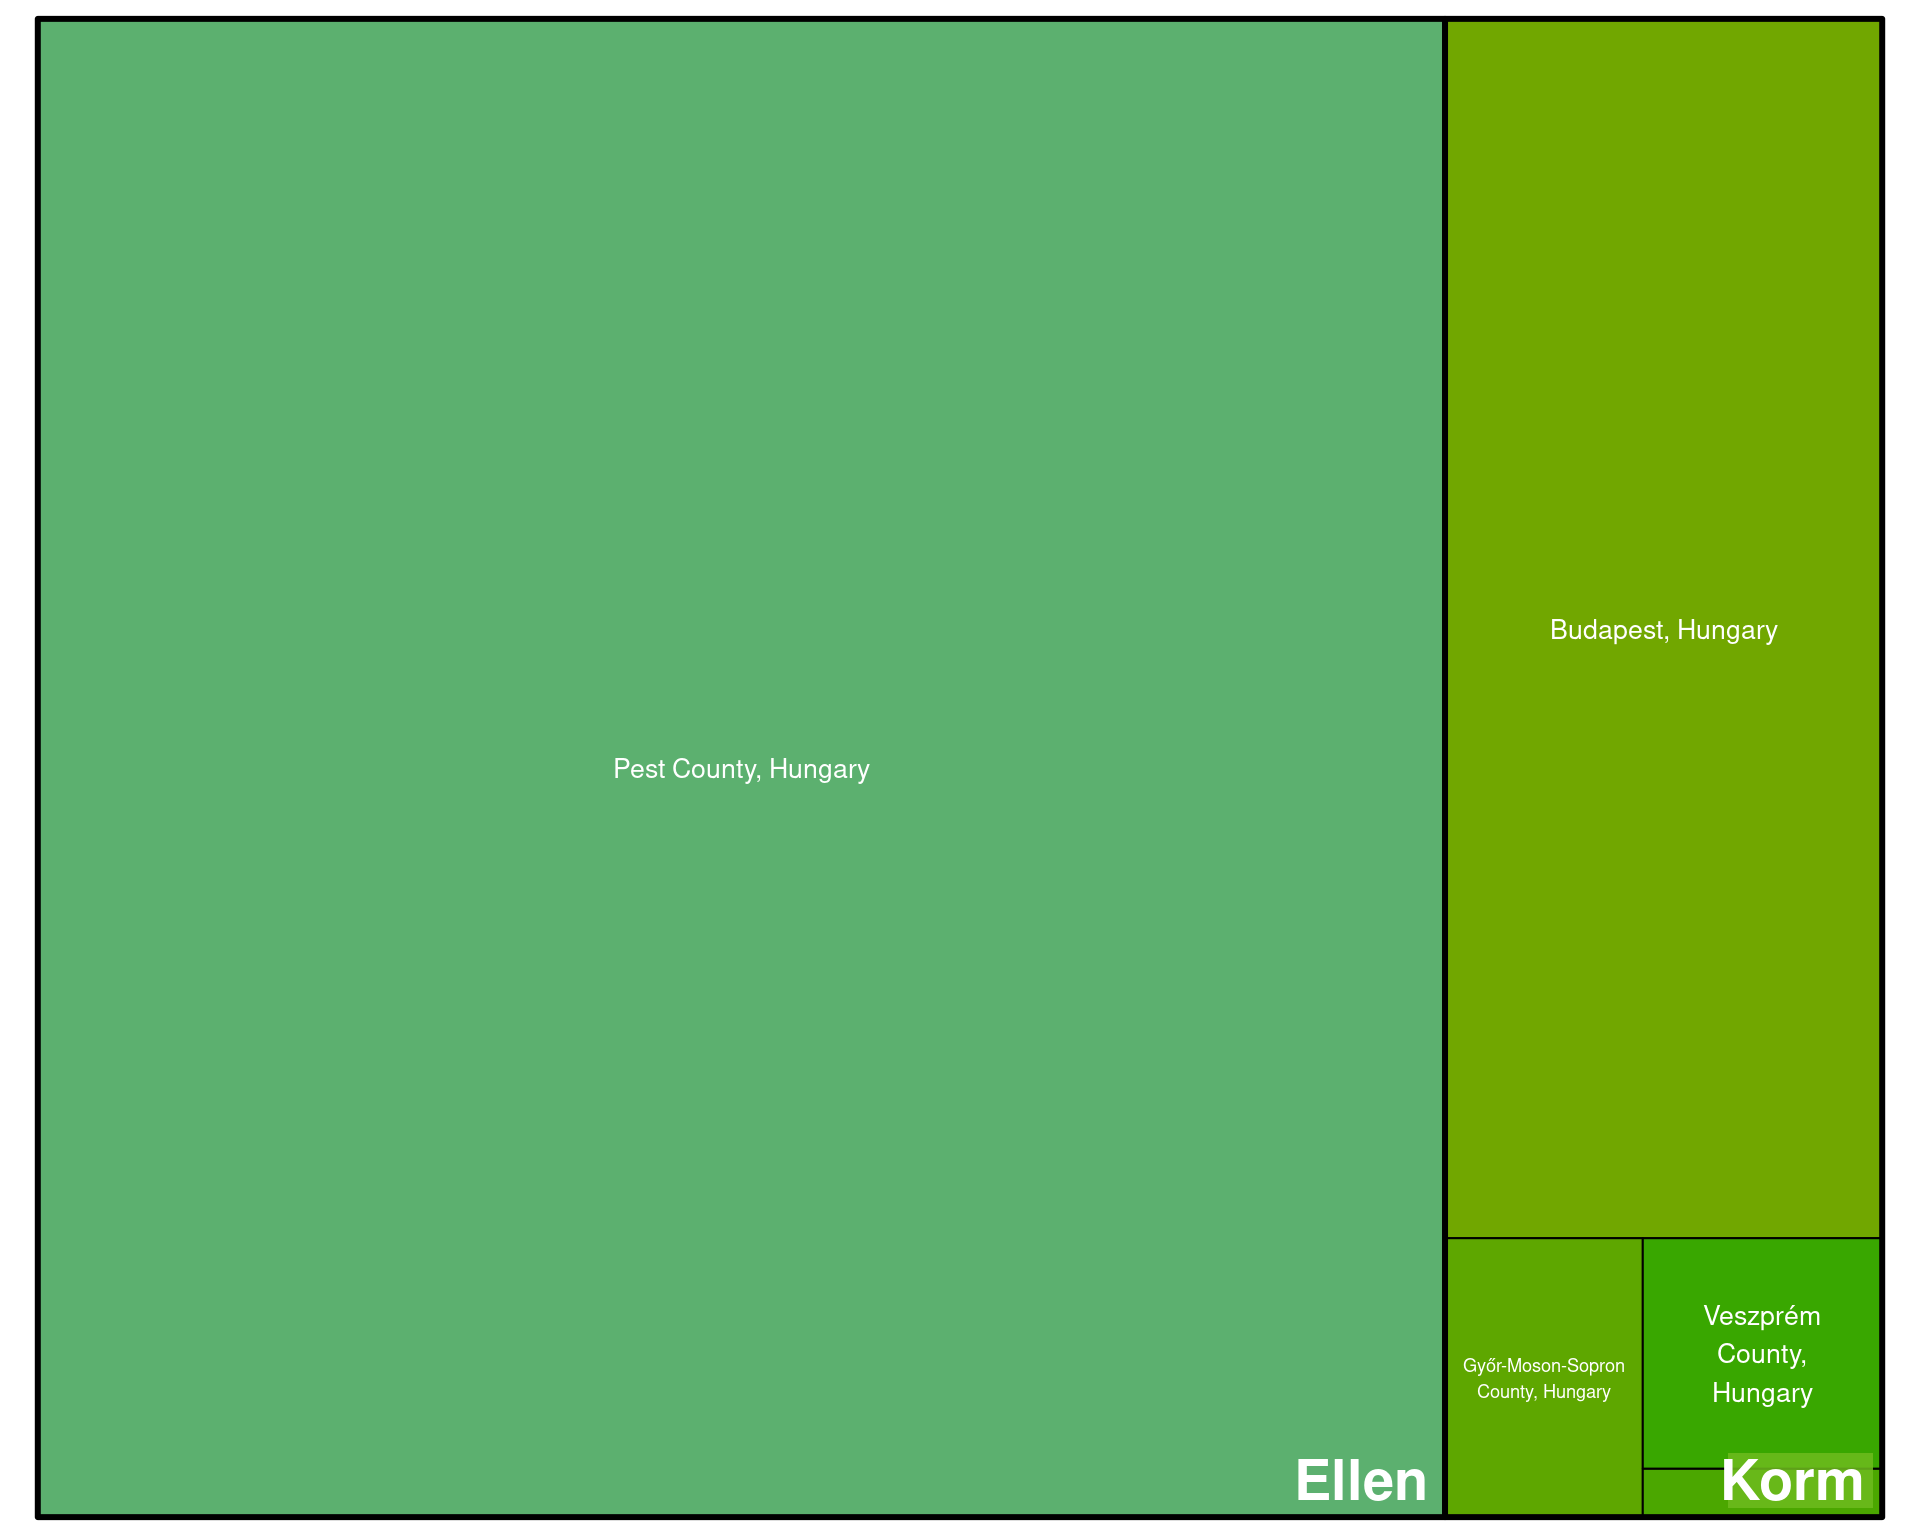 Pest County, Hungary
Ellen
Budapest, Hungary
Győr-Moson-Sopron
County, Hungary
Veszprém
County,
Hungary
Korm